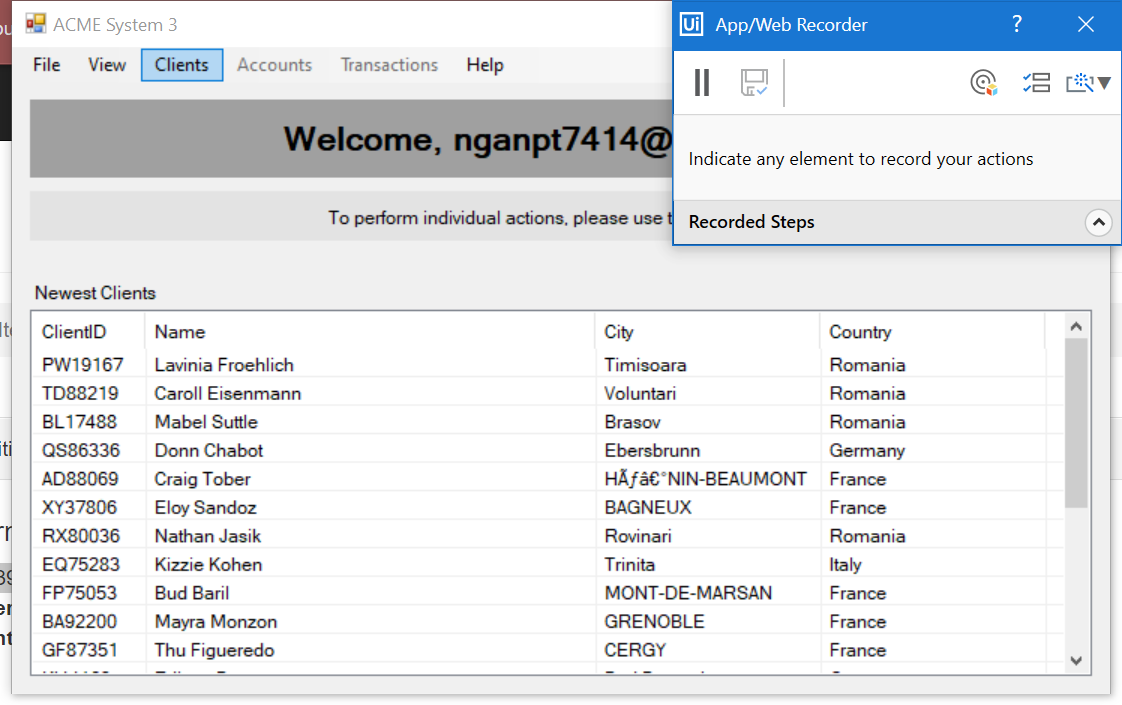 ACME System 3
File View Clients Accounts Transactions Help
Welcome, nganpt7414@
To perform individual actions, please use
Ui App/Web Recorder ?
Indicate any element to record your actions
Recorded Steps
Newest Clients
ClientID Name City Country
PW19167 Lavinia Froehlich Timisoara Romania
TD88219 Caroll Eisenmann Voluntari Romania
BL17488 Mabel Suttle Brasov Romania
QS86336 Donn Chabot Ebersbrunn Germany
AD88069 Craig Tober HÃƒâ€°NIN-BEAUMONT France
XY37806 Eloy Sandoz BAGNEUX France
RX80036 Nathan Jasik Rovinari Romania
EQ75283 Kizzie Kohen Trinita Italy
FP75053 Bud Baril MONT-DE-MARSAN France
BA92200 Mayra Monzon GRENOBLE France
GF87351 Thu Figueredo CERGY France